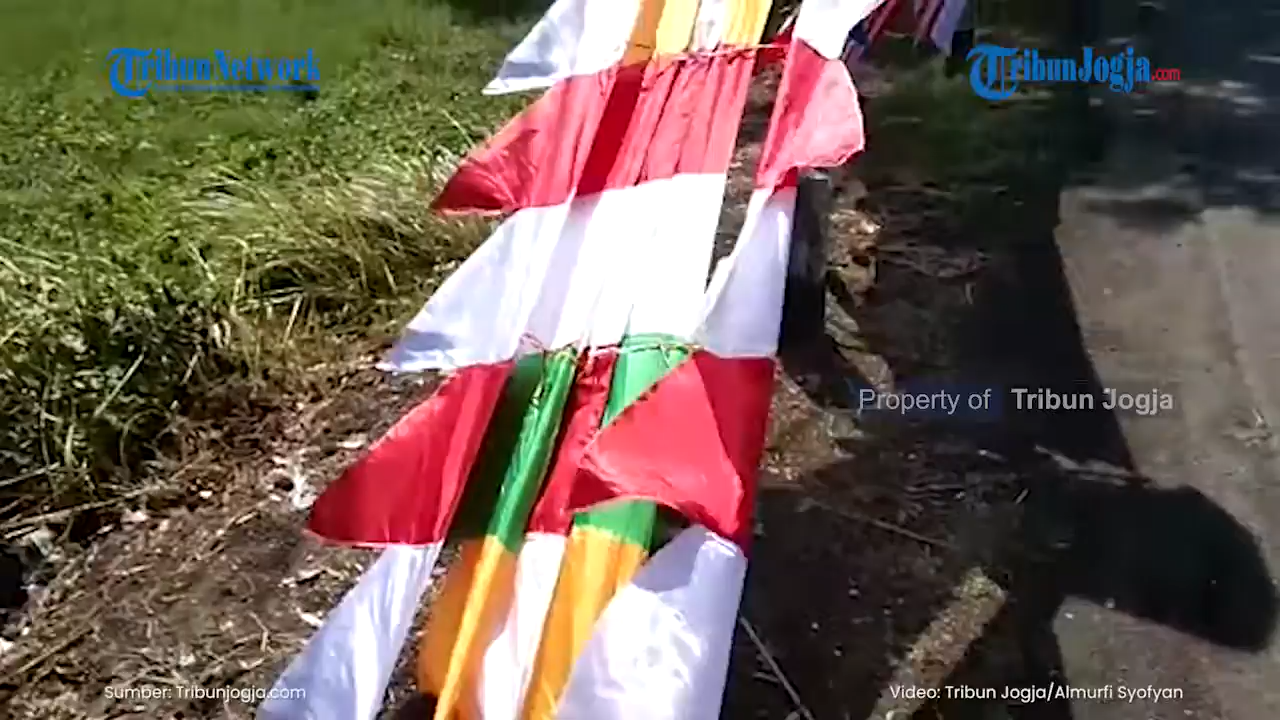 TribunNetwork
TribunJogja.com
Property of Tribun Jogja
Sumber: Tribunjogja.com
Video: Tribun Jogja/Almurfi Syofyan